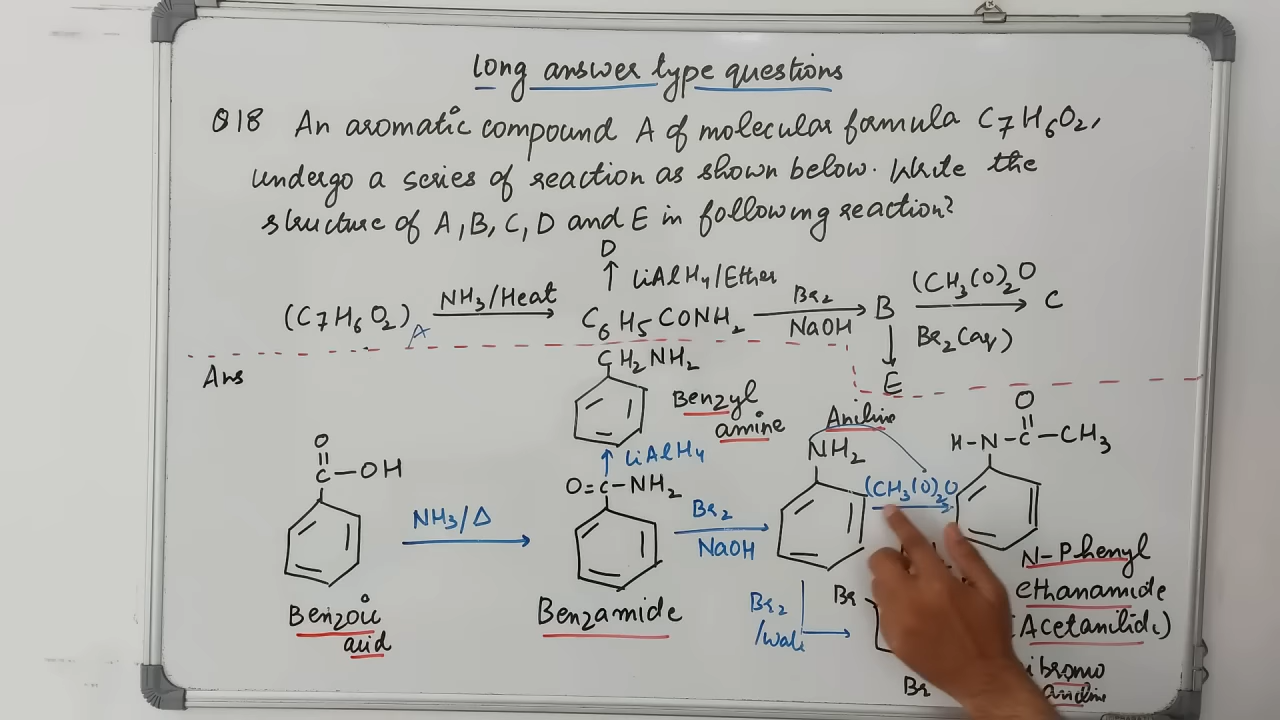 Long answer type questions
Q18 An aromatic compound A of molecular formula C7H6O2,
undergo a series of reaction as shown below. Write the
structure of A, B, C, D and E in following reaction?
D
↑ LiAlH4/Ether
(C7H6O2) A NH3/Heat → C6H5CONH2 Br2 NaOH → B (CH3CO)2O → C
Br2(aq)
↓
E
Ans
CH2NH2
Benzyl
amine
↑ LiAlH4
O
C-OH
NH3/Δ →
Benzoic
acid
O=C-NH2
Benzamide
Br2
NaOH
Aniline
NH2
(CH3CO)2O
O
H-N-C-CH3
N-Phenyl
ethanamide
(Acetanilide)
Br2
Br
Br
ibromo
aniline